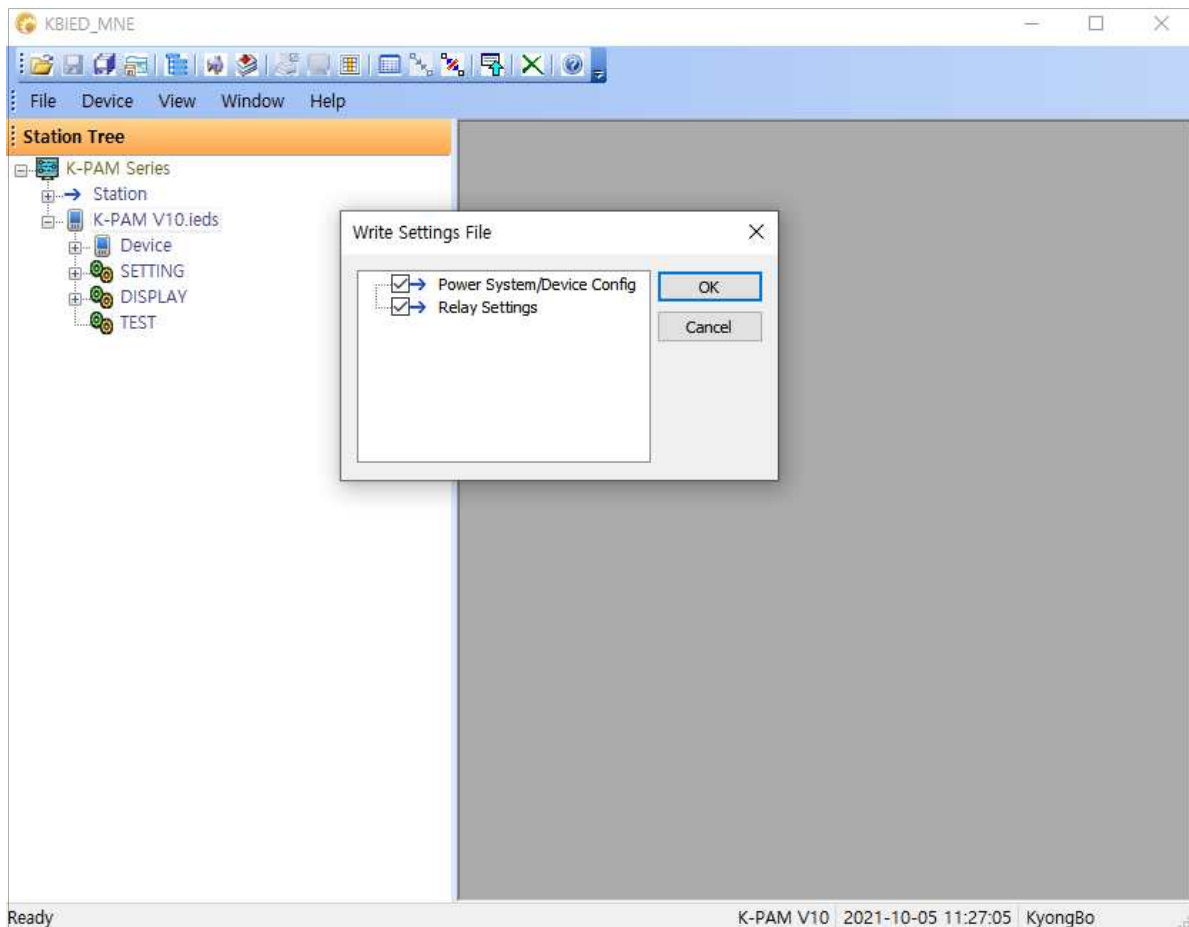 KBIED_MNE
File Device View Window Help
Station Tree
K-PAM Series
Station
K-PAM V10.ieds
Device
SETTING
DISPLAY
TEST
Write Settings File
Power System/Device Config
Relay Settings
OK
Cancel
Ready
K-PAM V10 2021-10-05 11:27:05 KyongBo